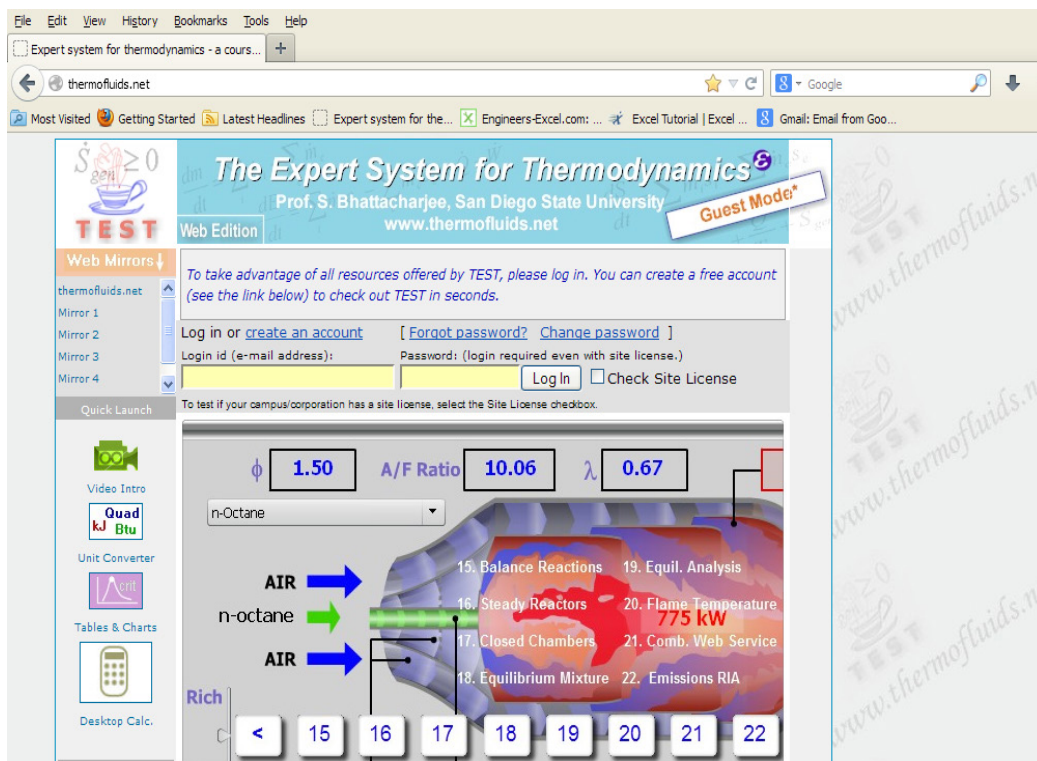 File Edit View History Bookmarks Tools Help
Expert system for thermodynamics - a cours... +
thermofluids.net
Google
Most Visited Getting Started Latest Headlines Expert system for the... Engineers-Excel.com: ... Excel Tutorial | Excel ... Gmail: Email from Goo...
Ṡgen ≥ 0
TEST
The Expert System for Thermodynamics
Prof. S. Bhattacharjee, San Diego State University
www.thermofluids.net
Web Edition
Guest Mode*
Web Mirrors↓
thermofluids.net
Mirror 1
Mirror 2
Mirror 3
Mirror 4
To take advantage of all resources offered by TEST, please log in. You can create a free account
(see the link below) to check out TEST in seconds.
Log in or create an account [ Forgot password? Change password ]
Login id (e-mail address): Password: (login required even with site license.)
Log In Check Site License
To test if your campus/corporation has a site license, select the Site License checkbox.
Quick Launch
Video Intro
Quad
kJ Btu
Unit Converter
crit
Tables & Charts
Desktop Calc.
ϕ 1.50 A/F Ratio 10.06 λ 0.67
n-Octane
AIR
n-octane
AIR
Rich
15. Balance Reactions 19. Equil. Analysis
16. Steady Reactors 20. Flame Temperature
775 kW
17. Closed Chambers 21. Comb. Web Service
18. Equilibrium Mixture 22. Emissions RIA
< 15 16 17 18 19 20 21 22
TEST
www.thermofluids.n
TEST
www.thermofluids.n
TEST
www.thermofluids.n